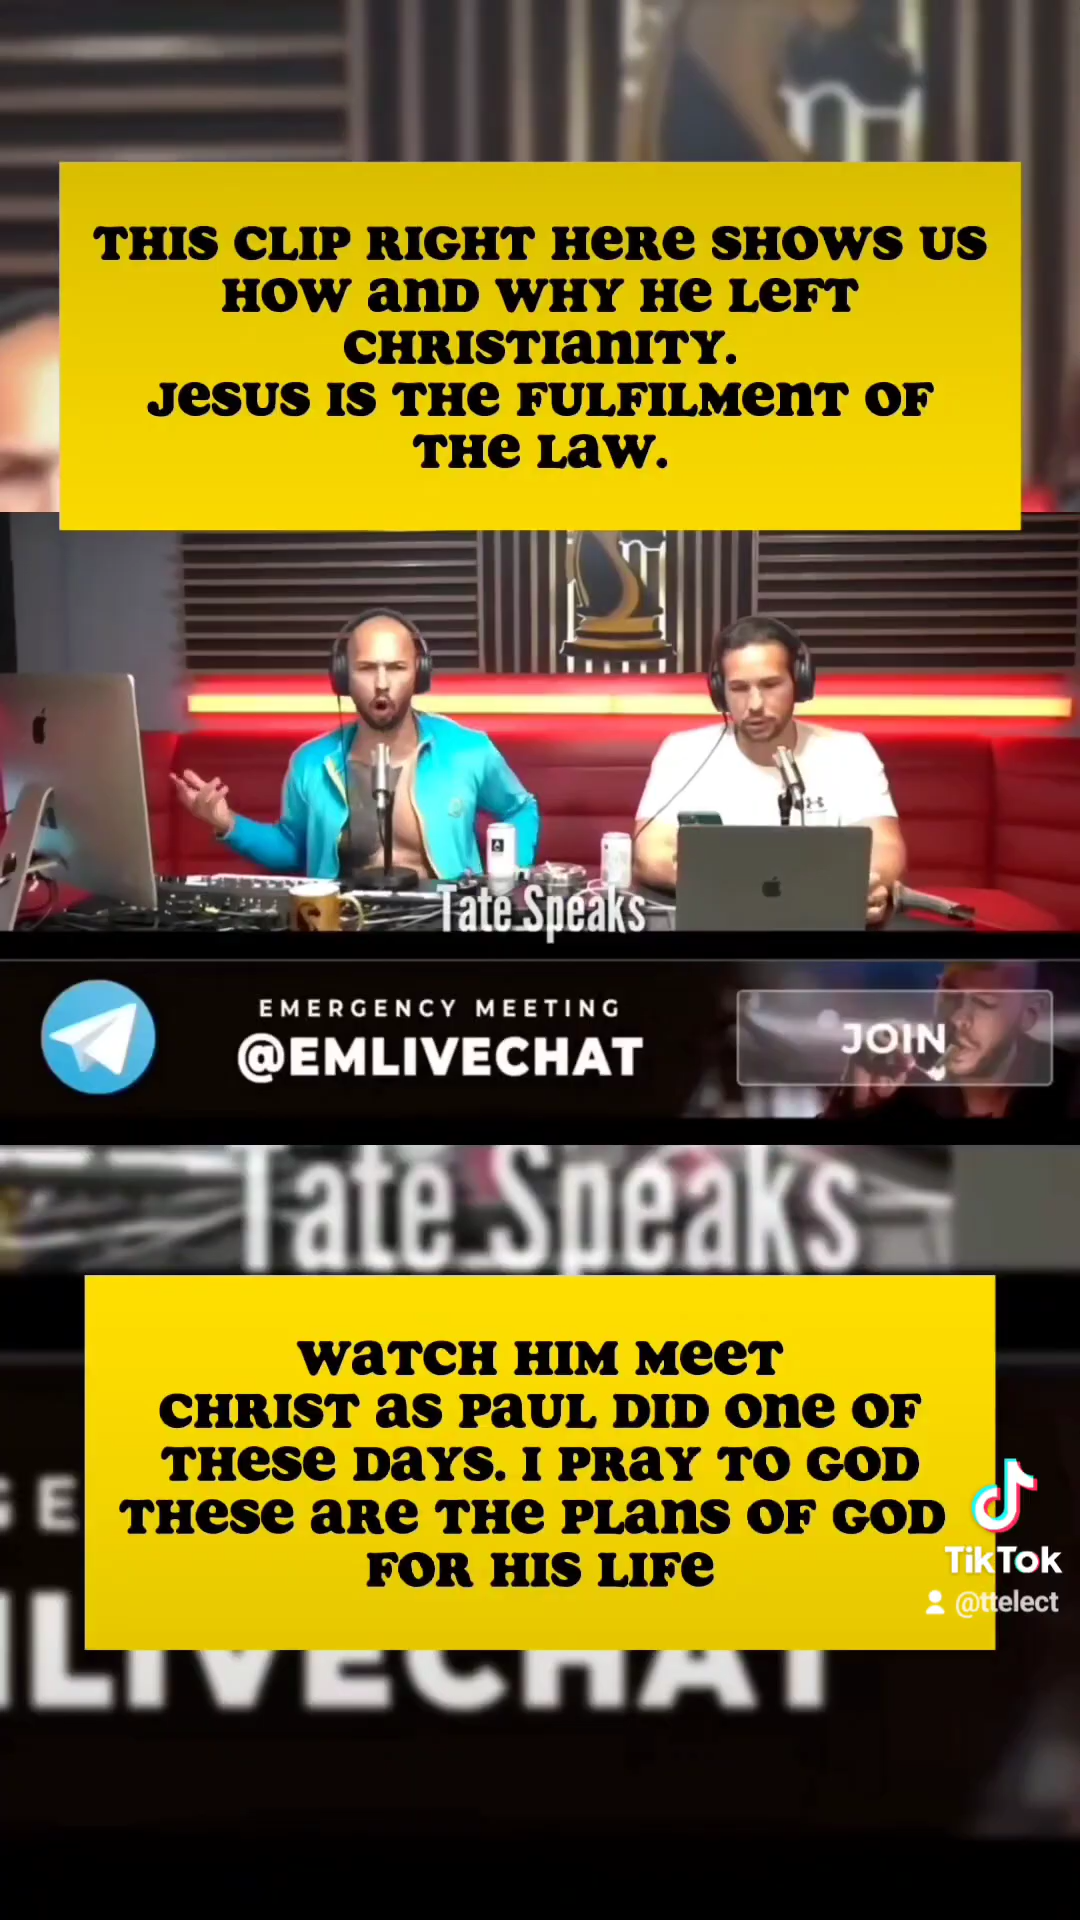 THIS CLIP RIGHT HERE SHOWS US
HOW AND WHY HE LEFT
CHRISTIANITY.
JESUS IS THE FULFILMENT OF
THE LAW.
Tate Speaks
EMERGENCY MEETING
@EMLIVECHAT
JOIN
Tate Speaks
WATCH HIM MEET
CHRIST AS PAUL DID ONE OF
THESE DAYS. I PRAY TO GOD
THESE ARE THE PLANS OF GOD
FOR HIS LIFE
TikTok
@ttelect